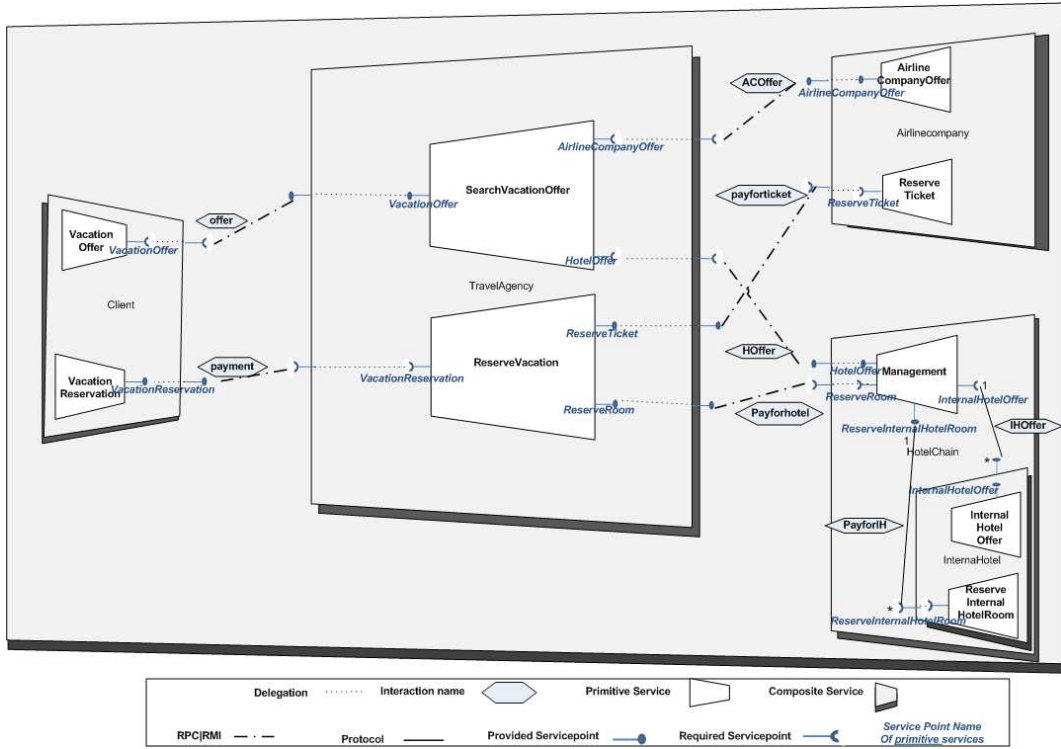 ACOffer
AirlineCompanyOffer
Airline
CompanyOffer
Airlinecompany
payforticket
ReserveTicket
Reserve
Ticket
AirlineCompanyOffer
SearchVacationOffer
VacationOffer
HotelOffer
TravelAgency
ReserveTicket
ReserveVacation
VacationReservation
ReserveRoom
offer
Vacation
Offer
VacationOffer
Client
payment
Vacation
Reservation
VacationReservation
HOffer
Payforhotel
HotelOffer
Management
ReserveRoom
InternalHotelOffer
1
ReserveInternalHotelRoom
1
HotelChain
IHOffer
*
InternalHotelOffer
PayforIH
Internal
Hotel
Offer
InternaHotel
Reserve
Internal
HotelRoom
*
ReserveInternalHotelRoom
Delegation
Interaction name
Primitive Service
Composite Service
RPC|RMI
Protocol
Provided Servicepoint
Required Servicepoint
Service Point Name
Of primitive services